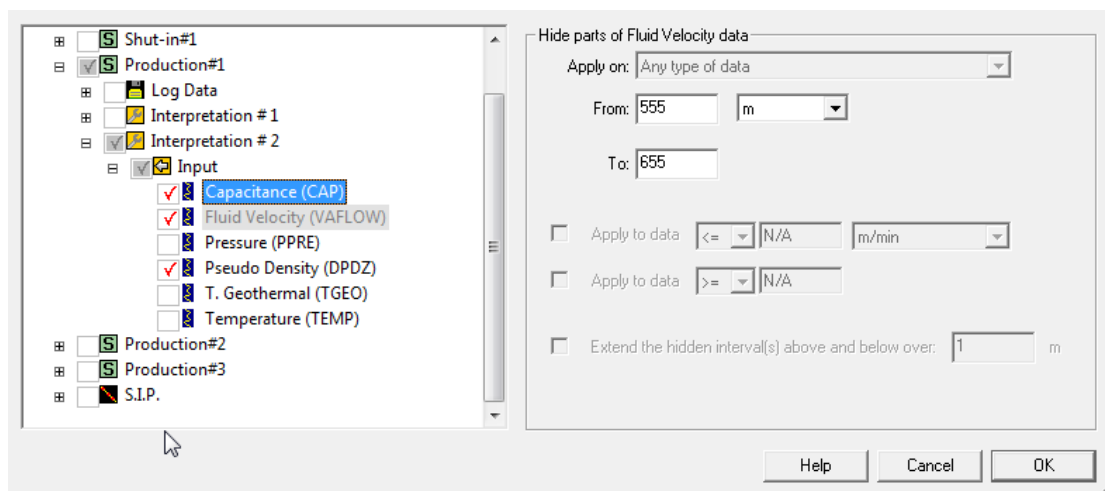 S Shut-in#1
S Production#1
Log Data
Interpretation # 1
Interpretation # 2
Input
Capacitance (CAP)
Fluid Velocity (VAFLOW)
Pressure (PPRE)
Pseudo Density (DPDZ)
T. Geothermal (TGEO)
Temperature (TEMP)
S Production#2
S Production#3
S.I.P.
Hide parts of Fluid Velocity data
Apply on: Any type of data
From: 555 m
To: 655
Apply to data <= N/A m/min
Apply to data >= N/A
Extend the hidden interval(s) above and below over: 1 m
Help Cancel OK